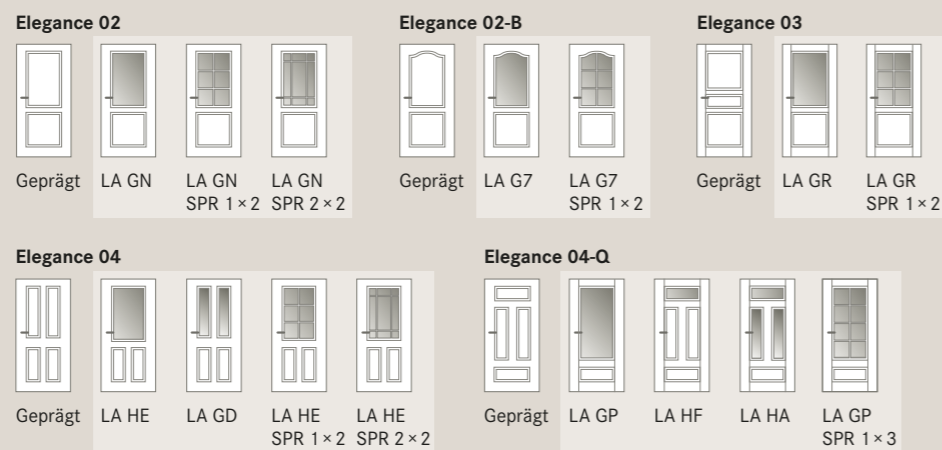 Elegance 02
Geprägt
LA GN
LA GN
SPR 1×2
LA GN
SPR 2×2
Elegance 02-B
Geprägt
LA G7
LA G7
SPR 1×2
Elegance 03
Geprägt
LA GR
LA GR
SPR 1×2
Elegance 04
Geprägt
LA HE
LA GD
LA HE
SPR 1×2
LA HE
SPR 2×2
Elegance 04-Q
Geprägt
LA GP
LA HF
LA HA
LA GP
SPR 1×3